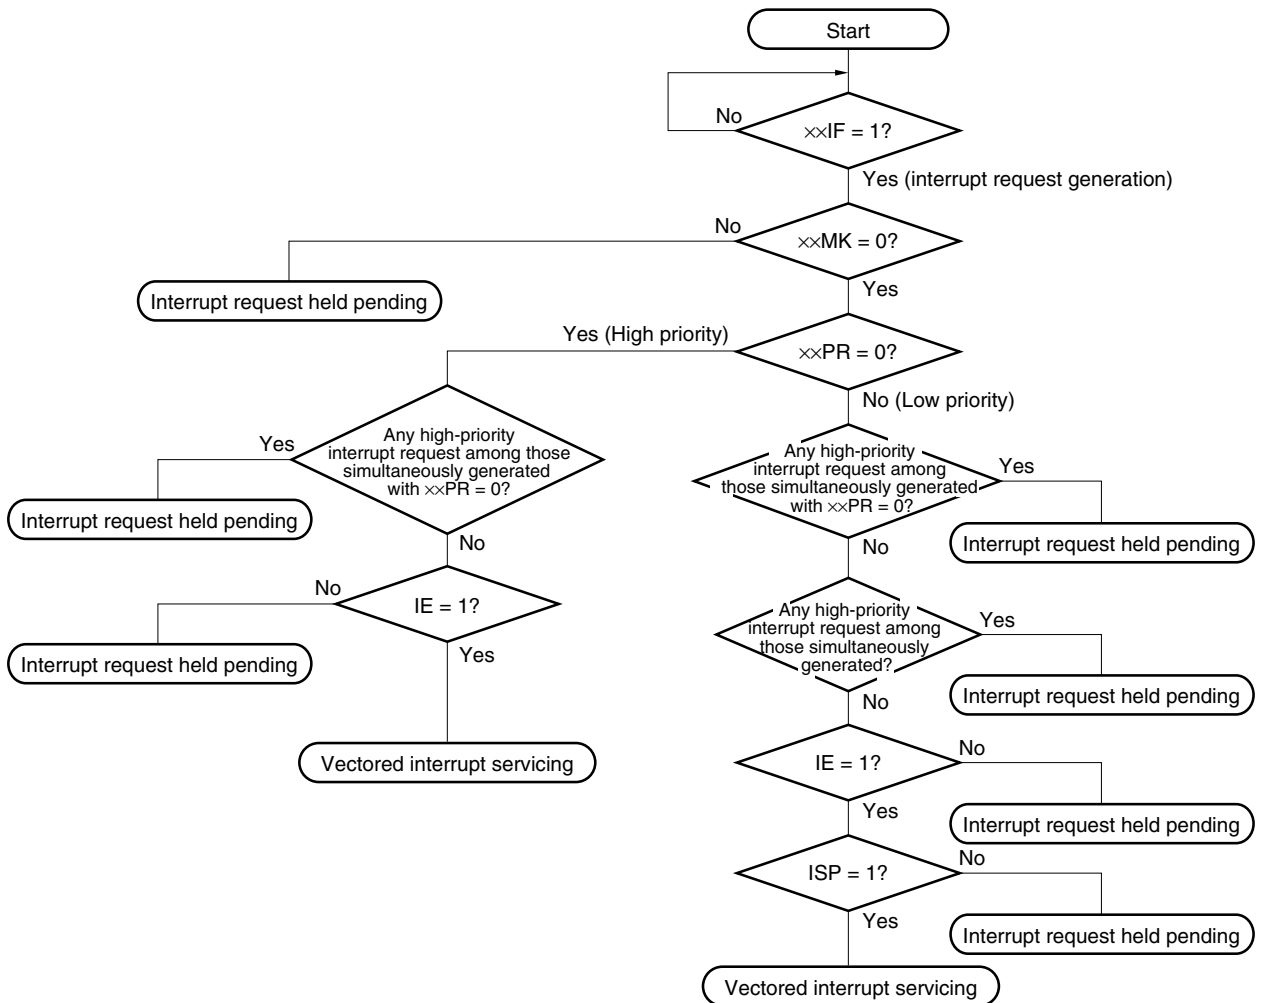 Start
No
××IF = 1?
Yes (interrupt request generation)
No
××MK = 0?
Interrupt request held pending
Yes
Yes (High priority)
××PR = 0?
No (Low priority)
Yes
Any high-priority
interrupt request among those
simultaneously generated
with ××PR = 0?
Any high-priority
interrupt request among
those simultaneously generated
with ××PR = 0?
Yes
Interrupt request held pending
No
Interrupt request held pending
No
No
IE = 1?
Any high-priority
interrupt request among
those simultaneously
generated?
Yes
Interrupt request held pending
Yes
Interrupt request held pending
No
Vectored interrupt servicing
IE = 1?
No
Yes
Interrupt request held pending
ISP = 1?
No
Yes
Interrupt request held pending
Vectored interrupt servicing